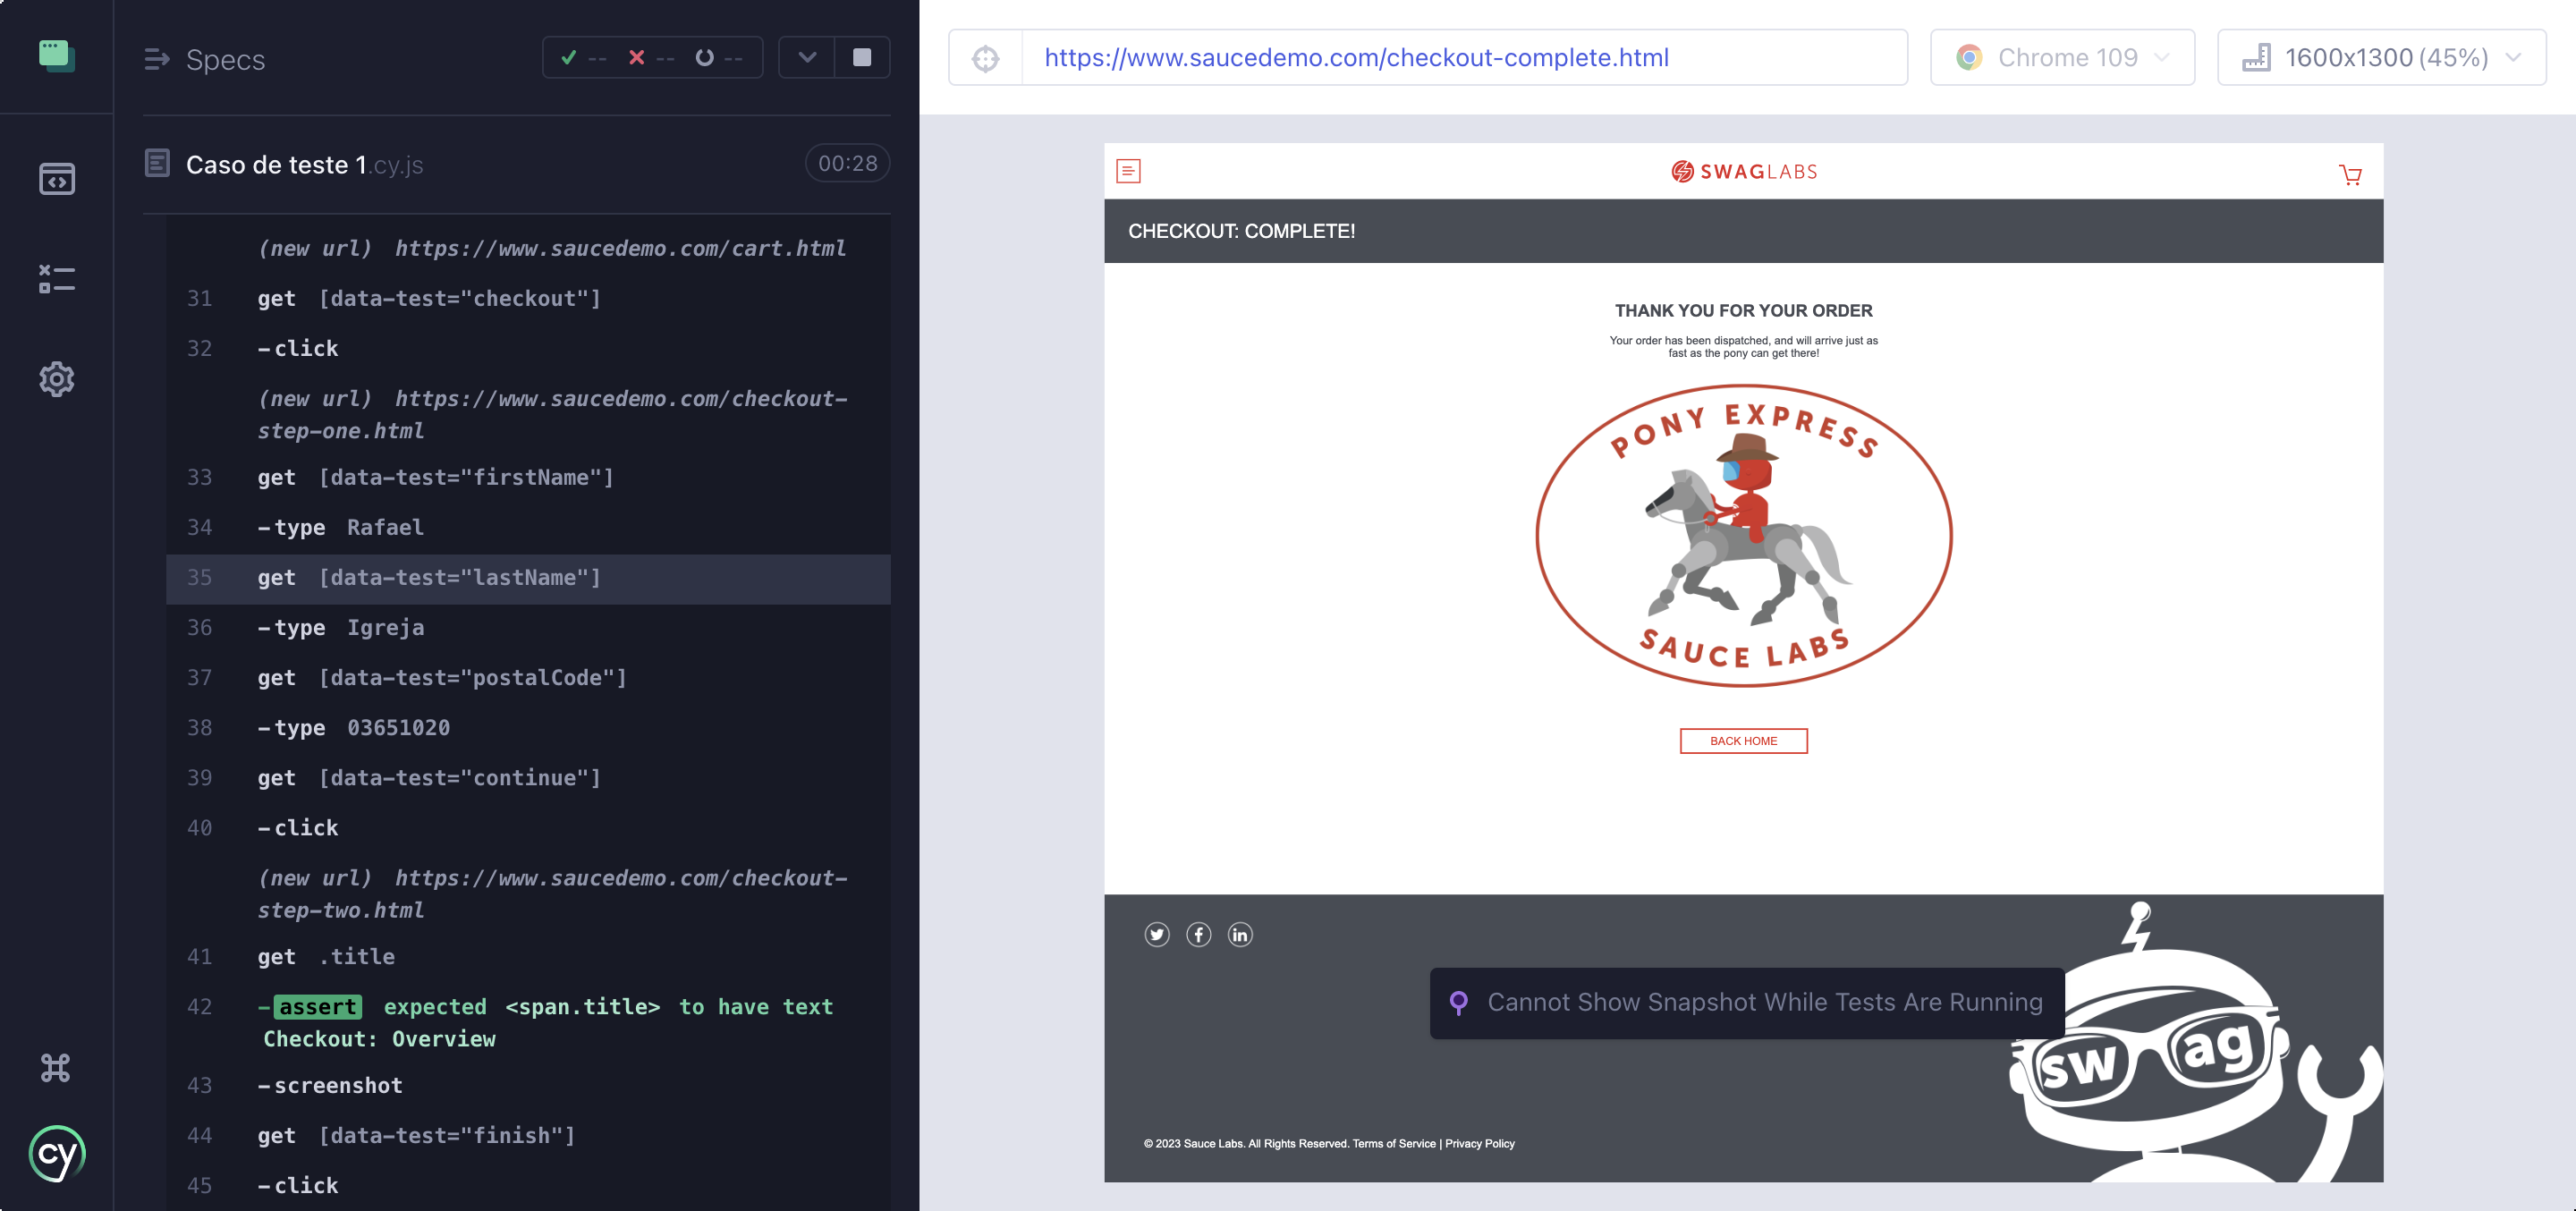 Specs
-- -- --
Caso de teste 1.cy.js
00:28
(new url) https://www.saucedemo.com/cart.html
31 get [data-test="checkout"]
32 -click
(new url) https://www.saucedemo.com/checkout-
step-one.html
33 get [data-test="firstName"]
34 -type Rafael
35 get [data-test="lastName"]
36 -type Igreja
37 get [data-test="postalCode"]
38 -type 03651020
39 get [data-test="continue"]
40 -click
(new url) https://www.saucedemo.com/checkout-
step-two.html
41 get .title
42 -assert expected <span.title> to have text
Checkout: Overview
43 -screenshot
44 get [data-test="finish"]
45 -click
cy
https://www.saucedemo.com/checkout-complete.html
Chrome 109
1600x1300 (45%)
SWAGLABS
CHECKOUT: COMPLETE!
THANK YOU FOR YOUR ORDER
Your order has been dispatched, and will arrive just as
fast as the pony can get there!
PONY EXPRESS
SAUCE LABS
BACK HOME
Cannot Show Snapshot While Tests Are Running
sw ag
© 2023 Sauce Labs. All Rights Reserved. Terms of Service | Privacy Policy